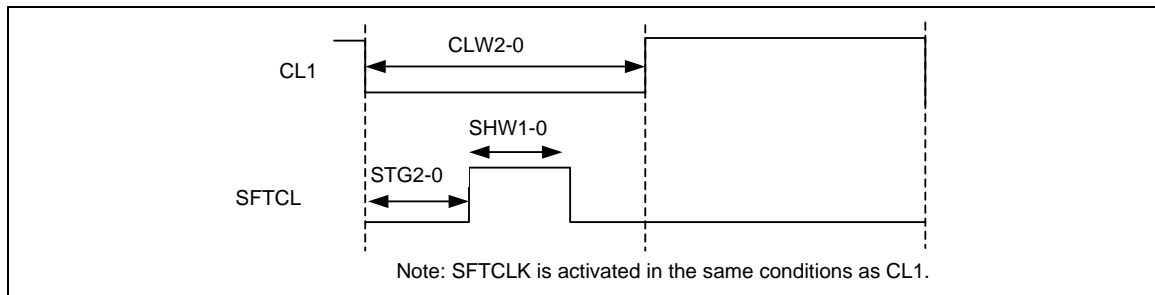 CLW2-0
CL1
SHW1-0
STG2-0
SFTCL
Note: SFTCLK is activated in the same conditions as CL1.